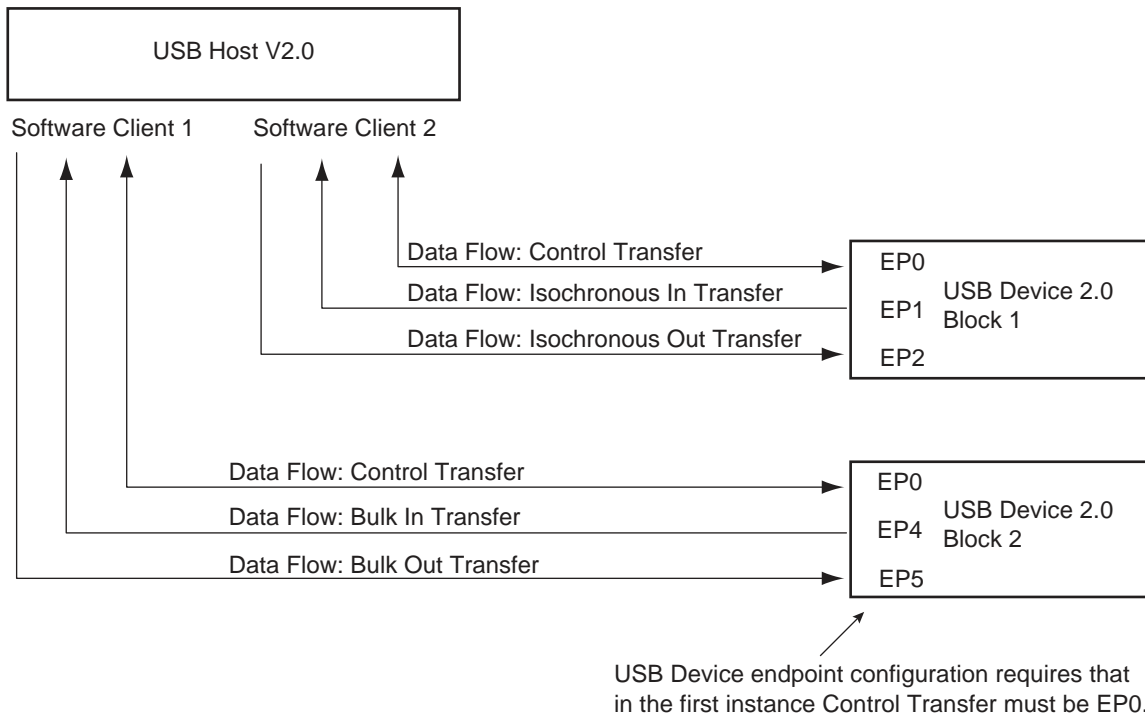 USB Host V2.0
Software Client 1
Software Client 2
Data Flow: Control Transfer
Data Flow: Isochronous In Transfer
Data Flow: Isochronous Out Transfer
EP0
EP1
EP2
USB Device 2.0
Block 1
Data Flow: Control Transfer
Data Flow: Bulk In Transfer
Data Flow: Bulk Out Transfer
EP0
EP4
EP5
USB Device 2.0
Block 2
USB Device endpoint configuration requires that
in the first instance Control Transfer must be EP0.